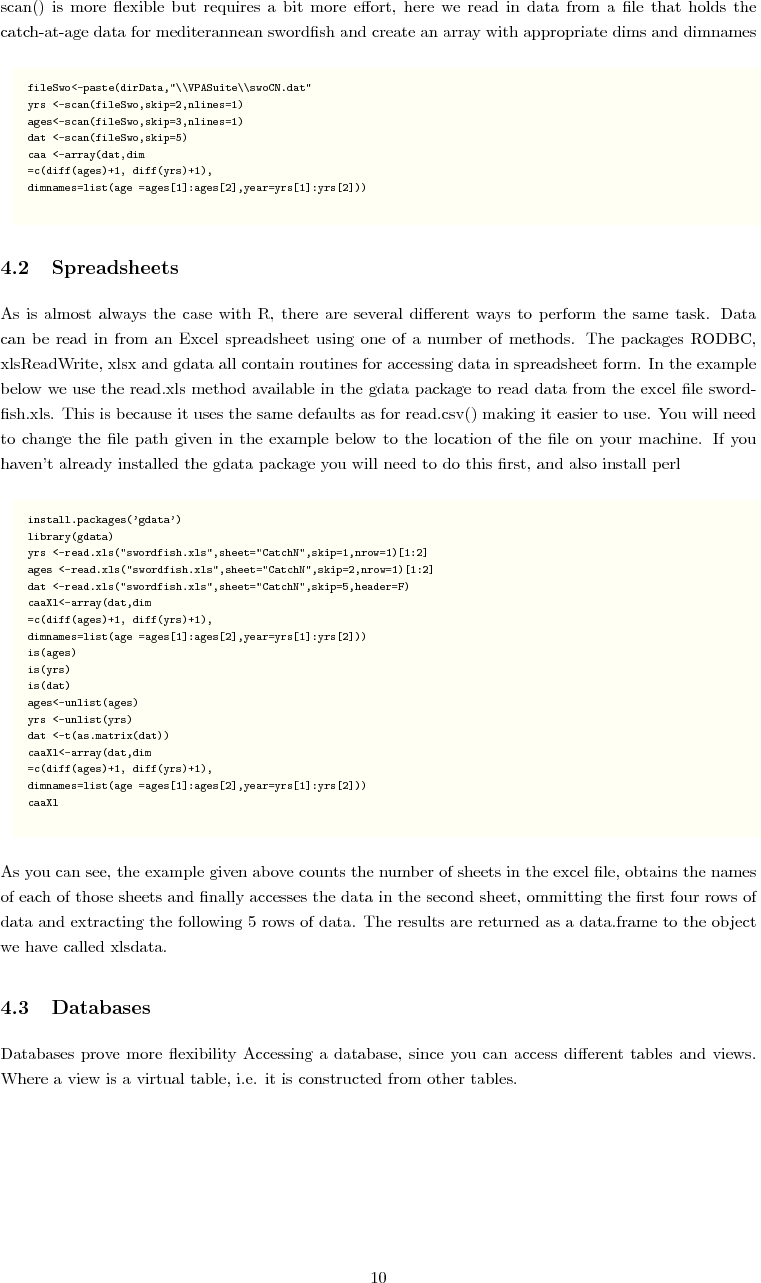 scan() is more flexible but requires a bit more effort, here we read in data from a file that holds the
catch-at-age data for mediterannean swordfish and create an array with appropriate dims and dimnames
fileSwo<-paste(dirData,"\\VPASuite\\swoCN.dat"
yrs <-scan(fileSwo,skip=2,nlines=1)
ages<-scan(fileSwo,skip=3,nlines=1)
dat <-scan(fileSwo,skip=5)
caa <-array(dat,dim
=c(diff(ages)+1, diff(yrs)+1),
dimnames=list(age =ages[1]:ages[2],year=yrs[1]:yrs[2]))
4.2 Spreadsheets
As is almost always the case with R, there are several different ways to perform the same task. Data
can be read in from an Excel spreadsheet using one of a number of methods. The packages RODBC,
xlsReadWrite, xlsx and gdata all contain routines for accessing data in spreadsheet form. In the example
below we use the read.xls method available in the gdata package to read data from the excel file sword-
fish.xls. This is because it uses the same defaults as for read.csv() making it easier to use. You will need
to change the file path given in the example below to the location of the file on your machine. If you
haven't already installed the gdata package you will need to do this first, and also install perl
install.packages('gdata')
library(gdata)
yrs <-read.xls("swordfish.xls",sheet="CatchN",skip=1,nrow=1)[1:2]
ages <-read.xls("swordfish.xls",sheet="CatchN",skip=2,nrow=1)[1:2]
dat <-read.xls("swordfish.xls",sheet="CatchN",skip=5,header=F)
caaXl<-array(dat,dim
=c(diff(ages)+1, diff(yrs)+1),
dimnames=list(age =ages[1]:ages[2],year=yrs[1]:yrs[2]))
is(ages)
is(yrs)
is(dat)
ages<-unlist(ages)
yrs <-unlist(yrs)
dat <-t(as.matrix(dat))
caaXl<-array(dat,dim
=c(diff(ages)+1, diff(yrs)+1),
dimnames=list(age =ages[1]:ages[2],year=yrs[1]:yrs[2]))
caaXl
As you can see, the example given above counts the number of sheets in the excel file, obtains the names
of each of those sheets and finally accesses the data in the second sheet, ommitting the first four rows of
data and extracting the following 5 rows of data. The results are returned as a data.frame to the object
we have called xlsdata.
4.3 Databases
Databases prove more flexibility Accessing a database, since you can access different tables and views.
Where a view is a virtual table, i.e. it is constructed from other tables.
10